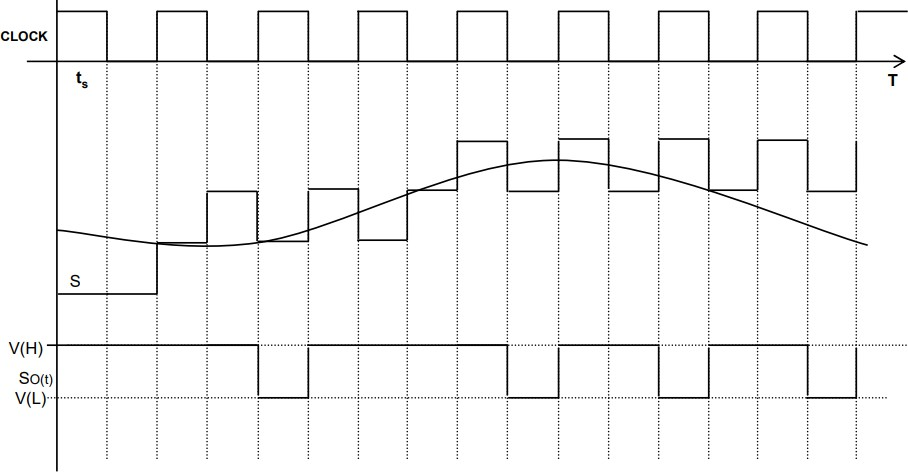 CLOCK
ts
T
S
V(H)
SO(t)
V(L)